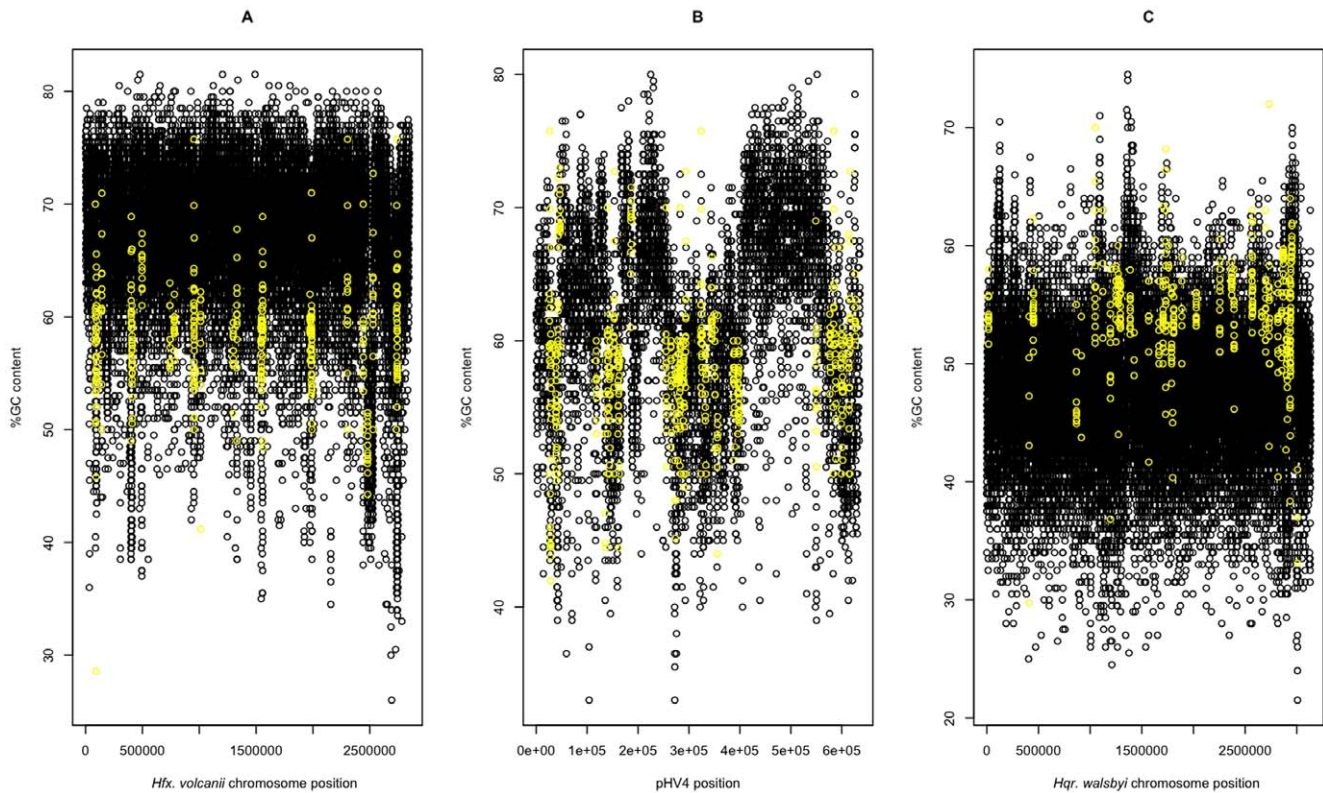 A
B
C
80
70
60
50
40
30
%GC content
0
500000
1500000
2500000
Hfx. volcanii chromosome position
80
70
60
50
40
%GC content
0e+00
1e+05
2e+05
3e+05
4e+05
5e+05
6e+05
pHV4 position
70
60
50
40
30
20
%GC content
0
500000
1500000
2500000
Hqr. walsbyi chromosome position